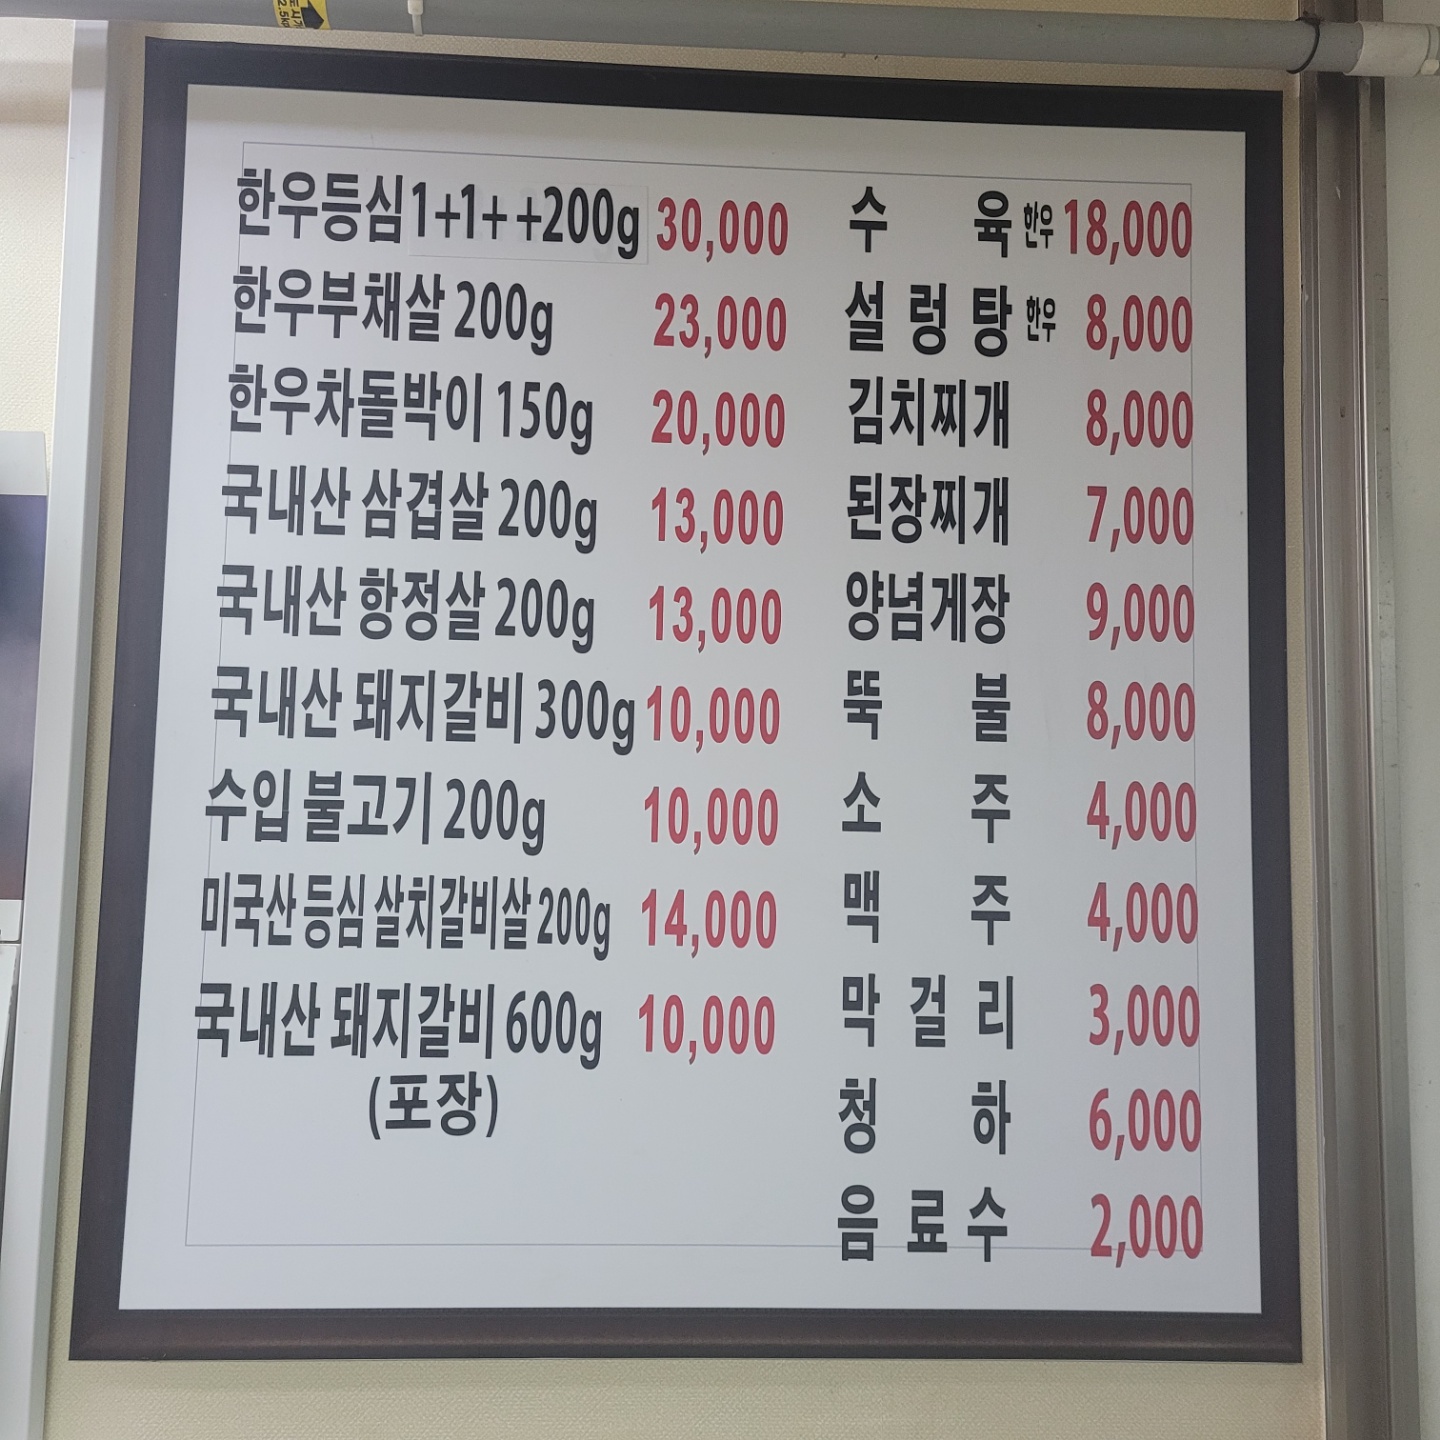 한우등심1+1+ +200g 30,000
한우부채살 200g 23,000
한우차돌박이 150g 20,000
국내산 삼겹살 200g 13,000
국내산 항정살 200g 13,000
국내산 돼지갈비 300g 10,000
수입 불고기 200g 10,000
미국산 등심 살치갈비살 200g 14,000
국내산 돼지갈비 600g 10,000
(포장)
수 육 한우 18,000
설 렁 탕 한우 8,000
김치찌개 8,000
된장찌개 7,000
양념게장 9,000
뚝 불 8,000
소 주 4,000
맥 주 4,000
막 걸 리 3,000
청 하 6,000
음 료 수 2,000